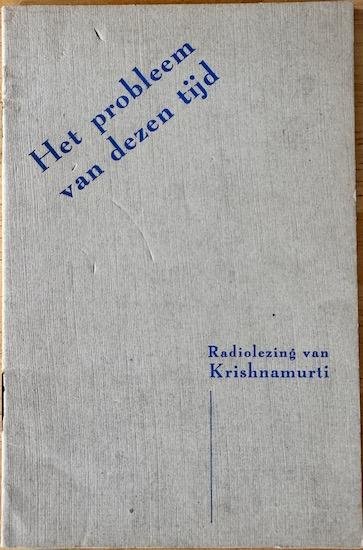 Het probleem
van dezen tijd
Radiolezing van
Krishnamurti